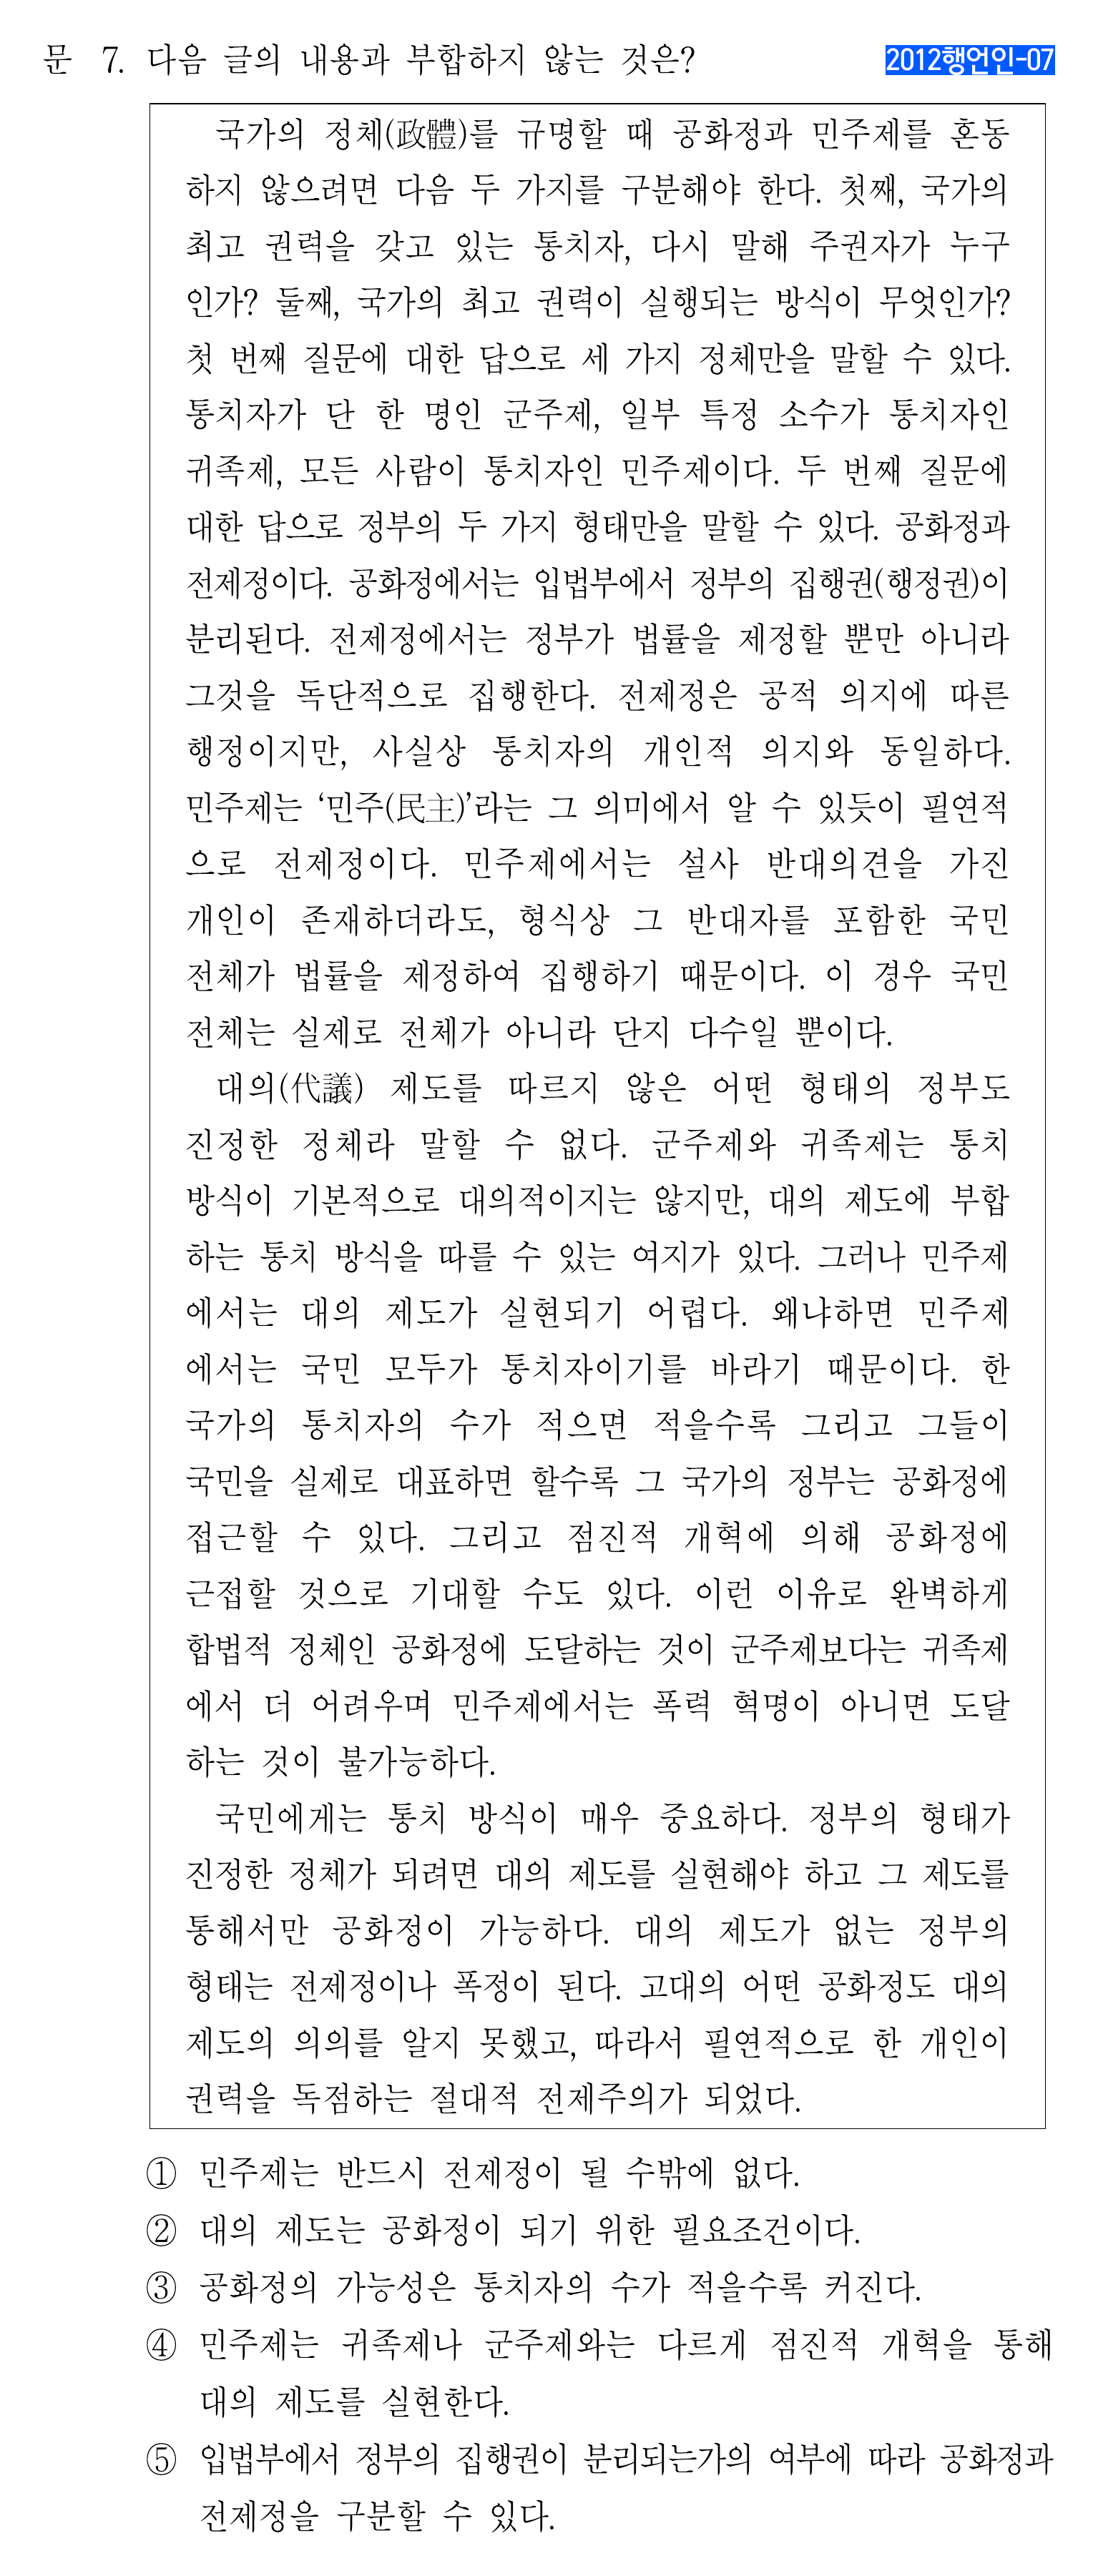 문 7. 다음 글의 내용과 부합하지 않는 것은?
2012행언인-07
국가의 정체(政體)를 규명할 때 공화정과 민주제를 혼동
하지 않으려면 다음 두 가지를 구분해야 한다. 첫째, 국가의
최고 권력을 갖고 있는 통치자, 다시 말해 주권자가 누구
인가? 둘째, 국가의 최고 권력이 실행되는 방식이 무엇인가?
첫 번째 질문에 대한 답으로 세 가지 정체만을 말할 수 있다.
통치자가 단 한 명인 군주제, 일부 특정 소수가 통치자인
귀족제, 모든 사람이 통치자인 민주제이다. 두 번째 질문에
대한 답으로 정부의 두 가지 형태만을 말할 수 있다. 공화정과
전제정이다. 공화정에서는 입법부에서 정부의 집행권(행정권)이
분리된다. 전제정에서는 정부가 법률을 제정할 뿐만 아니라
그것을 독단적으로 집행한다. 전제정은 공적 의지에 따른
행정이지만, 사실상 통치자의 개인적 의지와 동일하다.
민주제는 ‘민주(民主)’라는 그 의미에서 알 수 있듯이 필연적
으로 전제정이다. 민주제에서는 설사 반대의견을 가진
개인이 존재하더라도, 형식상 그 반대자를 포함한 국민
전체가 법률을 제정하여 집행하기 때문이다. 이 경우 국민
전체는 실제로 전체가 아니라 단지 다수일 뿐이다.
대의(代議) 제도를 따르지 않은 어떤 형태의 정부도
진정한 정체라 말할 수 없다. 군주제와 귀족제는 통치
방식이 기본적으로 대의적이지는 않지만, 대의 제도에 부합
하는 통치 방식을 따를 수 있는 여지가 있다. 그러나 민주제
에서는 대의 제도가 실현되기 어렵다. 왜냐하면 민주제
에서는 국민 모두가 통치자이기를 바라기 때문이다. 한
국가의 통치자의 수가 적으면 적을수록 그리고 그들이
국민을 실제로 대표하면 할수록 그 국가의 정부는 공화정에
접근할 수 있다. 그리고 점진적 개혁에 의해 공화정에
근접할 것으로 기대할 수도 있다. 이런 이유로 완벽하게
합법적 정체인 공화정에 도달하는 것이 군주제보다는 귀족제
에서 더 어려우며 민주제에서는 폭력 혁명이 아니면 도달
하는 것이 불가능하다.
국민에게는 통치 방식이 매우 중요하다. 정부의 형태가
진정한 정체가 되려면 대의 제도를 실현해야 하고 그 제도를
통해서만 공화정이 가능하다. 대의 제도가 없는 정부의
형태는 전제정이나 폭정이 된다. 고대의 어떤 공화정도 대의
제도의 의의를 알지 못했고, 따라서 필연적으로 한 개인이
권력을 독점하는 절대적 전제주의가 되었다.
① 민주제는 반드시 전제정이 될 수밖에 없다.
② 대의 제도는 공화정이 되기 위한 필요조건이다.
③ 공화정의 가능성은 통치자의 수가 적을수록 커진다.
④ 민주제는 귀족제나 군주제와는 다르게 점진적 개혁을 통해
대의 제도를 실현한다.
⑤ 입법부에서 정부의 집행권이 분리되는가의 여부에 따라 공화정과
전제정을 구분할 수 있다.